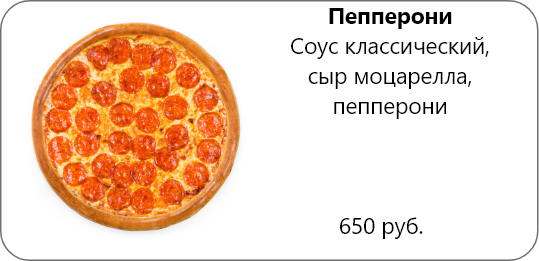 Пепперони
Соус классический,
сыр моцарелла,
пепперони
650 руб.